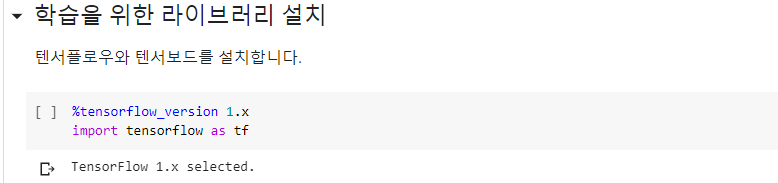 학습을 위한 라이브러리 설치
텐서플로우와 텐서보드를 설치합니다.
[ ] %tensorflow_version 1.x
import tensorflow as tf
TensorFlow 1.x selected.